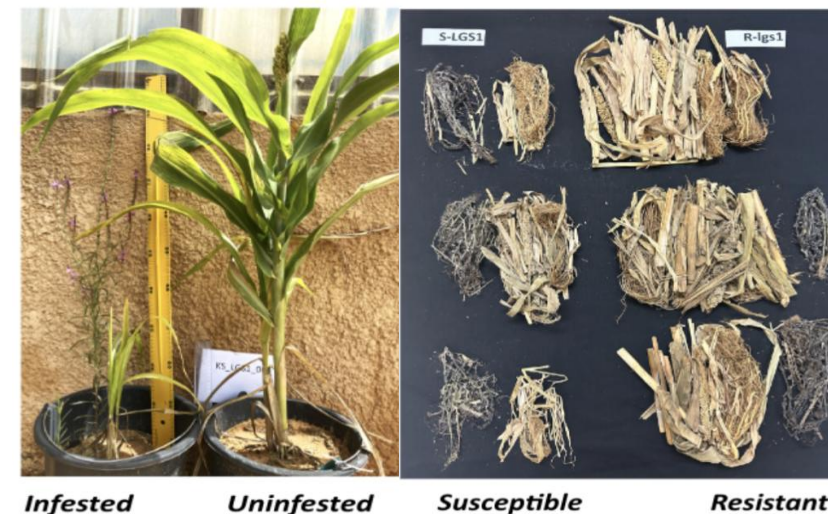 S-LGS1
R-lgs1
Infested
Uninfested
Susceptible
Resistant